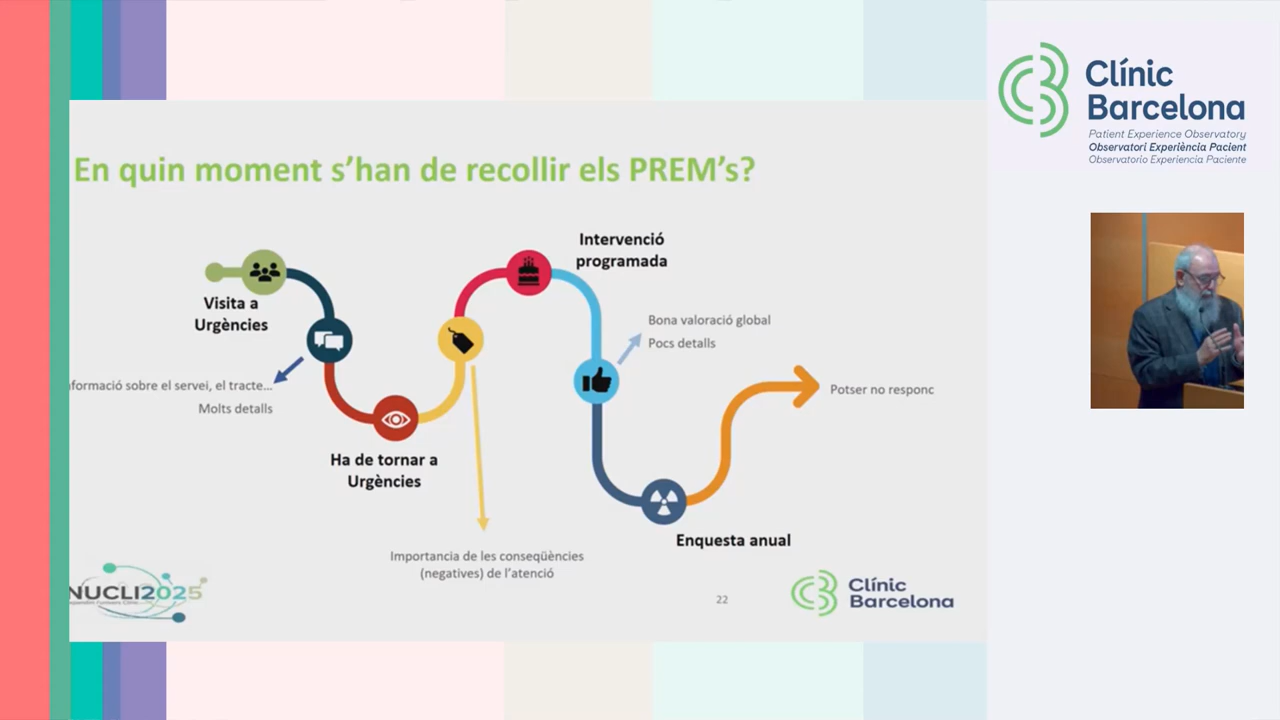 Clínic
Barcelona
Patient Experience Observatory
Observatori Experiència Pacient
Observatorio Experiencia Paciente
En quin moment s'han de recollir els PREM's?
Intervenció
programada
Visita a
Urgències
Bona valoració global
Pocs detalls
sobre el servei, el tracte...
Molts detalls
Potser no responc
Ha de tornar a
Urgències
Enquesta anual
Importancia de les conseqüències
(negatives) de l'atenció
NUCLI2025
22
Clínic
Barcelona